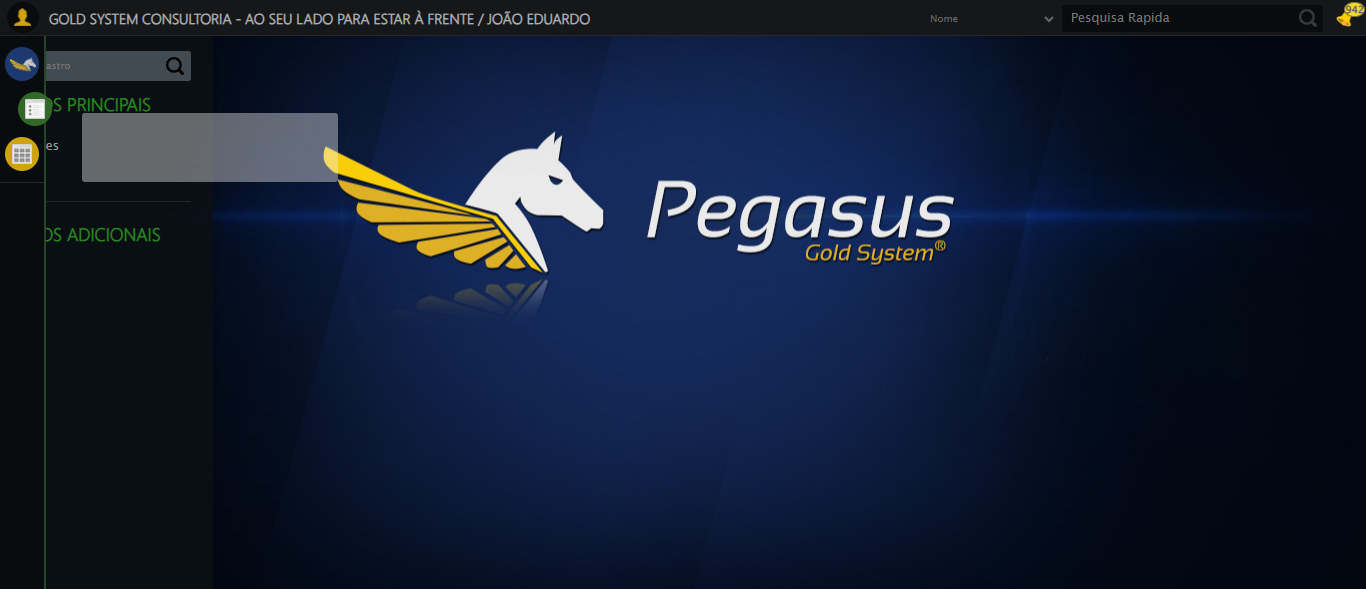 GOLD SYSTEM CONSULTORIA - AO SEU LADO PARA ESTAR À FRENTE / JOÃO EDUARDO
Nome
Pesquisa Rapida
942
astro
OS PRINCIPAIS
es
OS ADICIONAIS
Pegasus
Gold System®